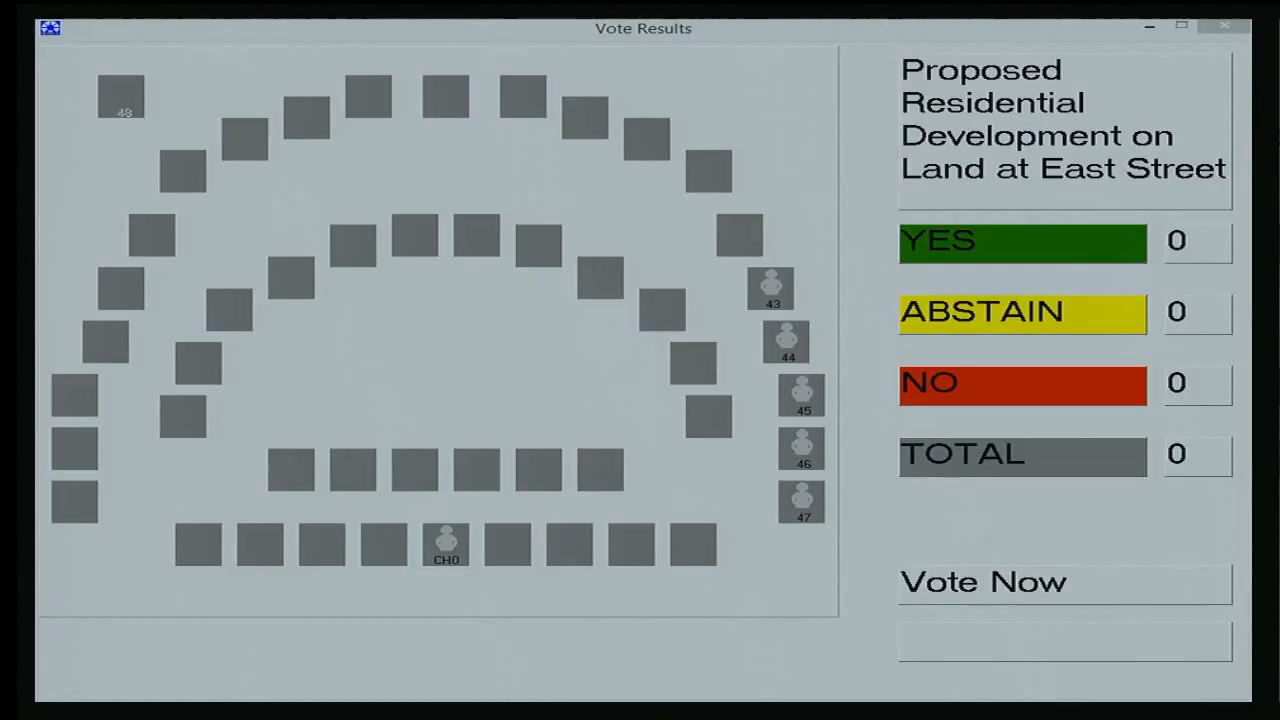 Vote Results
48
43
44
45
46
47
CH0
Proposed
Residential
Development on
Land at East Street
YES 0
ABSTAIN 0
NO 0
TOTAL 0
Vote Now